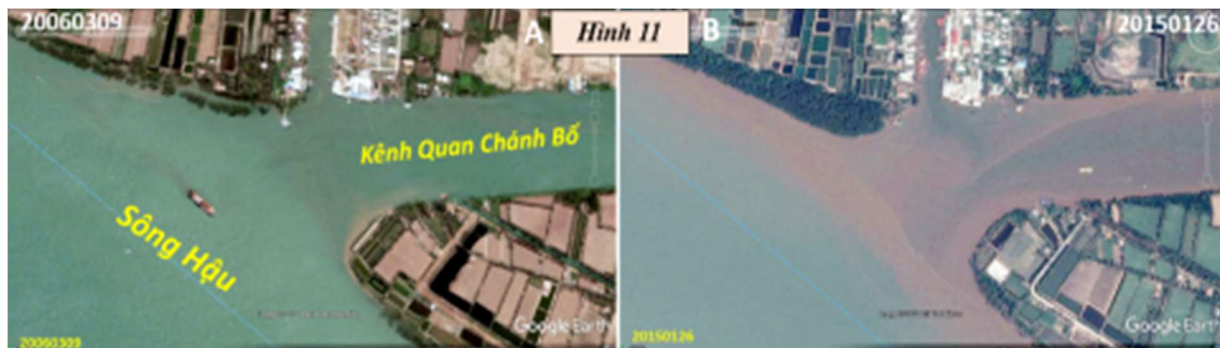 20060309
A
Hình 11
B
20150126
Kênh Quan Chánh Bố
Sông Hậu
Google Earth
Google Earth
20060309
20150126